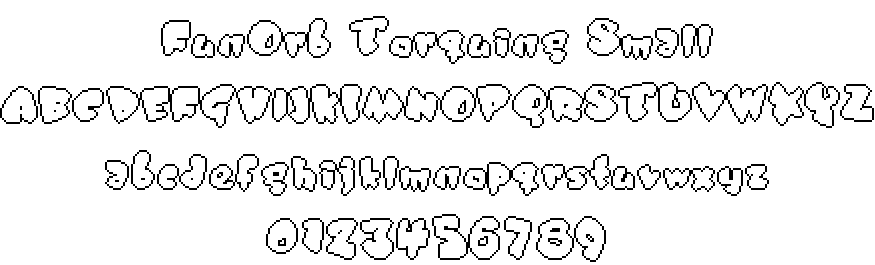 FunOrb Torquing Small
ABCDEFGHIJKLMNOPQRSTUVWXYZ
abcdefghijklmnopqrstuvwxyz
0123456789